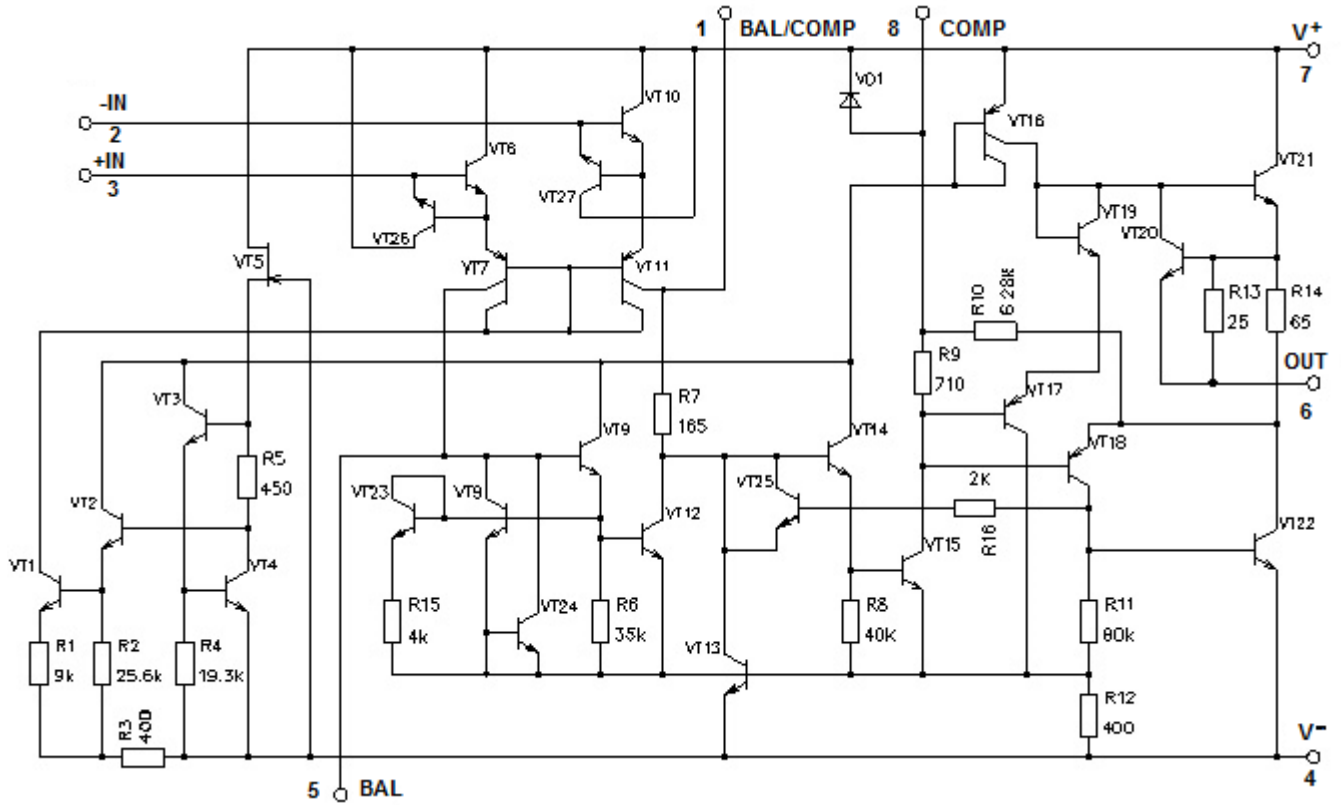 1 BAL/COMP 8 COMP
V+
7
-IN
2
+IN
3
VT10
VD1
VT16
VT6
VT27
VT26
VT21
VT19
VT20
VT5
VT7
VT11
R10
6.28K
R13
25
R14
65
OUT
6
R9
710
VT17
VT3
R7
165
VT9
VT14
VT18
R5
450
VT2
VT23
VT9
VT25
2K
R16
VT12
VT15
VT22
VT1
VT4
R15
4k
VT24
R6
35k
R8
40K
R11
80k
VT13
R1
9k
R2
25.6k
R4
19.3k
R3
400
R12
400
V-
4
5 BAL